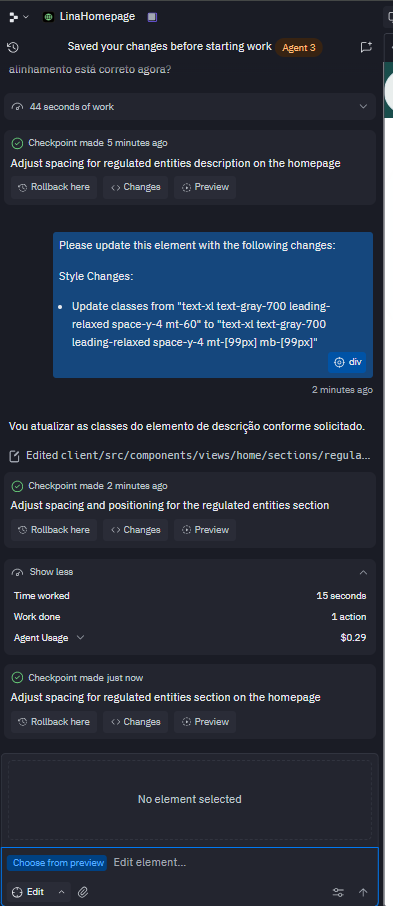 LinaHomepage
Saved your changes before starting work Agent 3
alinhamento está correto agora?
44 seconds of work
Checkpoint made 5 minutes ago
Adjust spacing for regulated entities description on the homepage
Rollback here <> Changes Preview
Please update this element with the following changes:
Style Changes:
• Update classes from "text-xl text-gray-700 leading-
relaxed space-y-4 mt-60" to "text-xl text-gray-700
leading-relaxed space-y-4 mt-[99px] mb-[99px]"
div
2 minutes ago
Vou atualizar as classes do elemento de descrição conforme solicitado.
Edited client/src/components/views/home/sections/regula...
Checkpoint made 2 minutes ago
Adjust spacing and positioning for the regulated entities section
Rollback here <> Changes Preview
Show less
Time worked 15 seconds
Work done 1 action
Agent Usage $0.29
Checkpoint made just now
Adjust spacing for regulated entities section on the homepage
Rollback here <> Changes Preview
No element selected
Choose from preview Edit element...
Edit